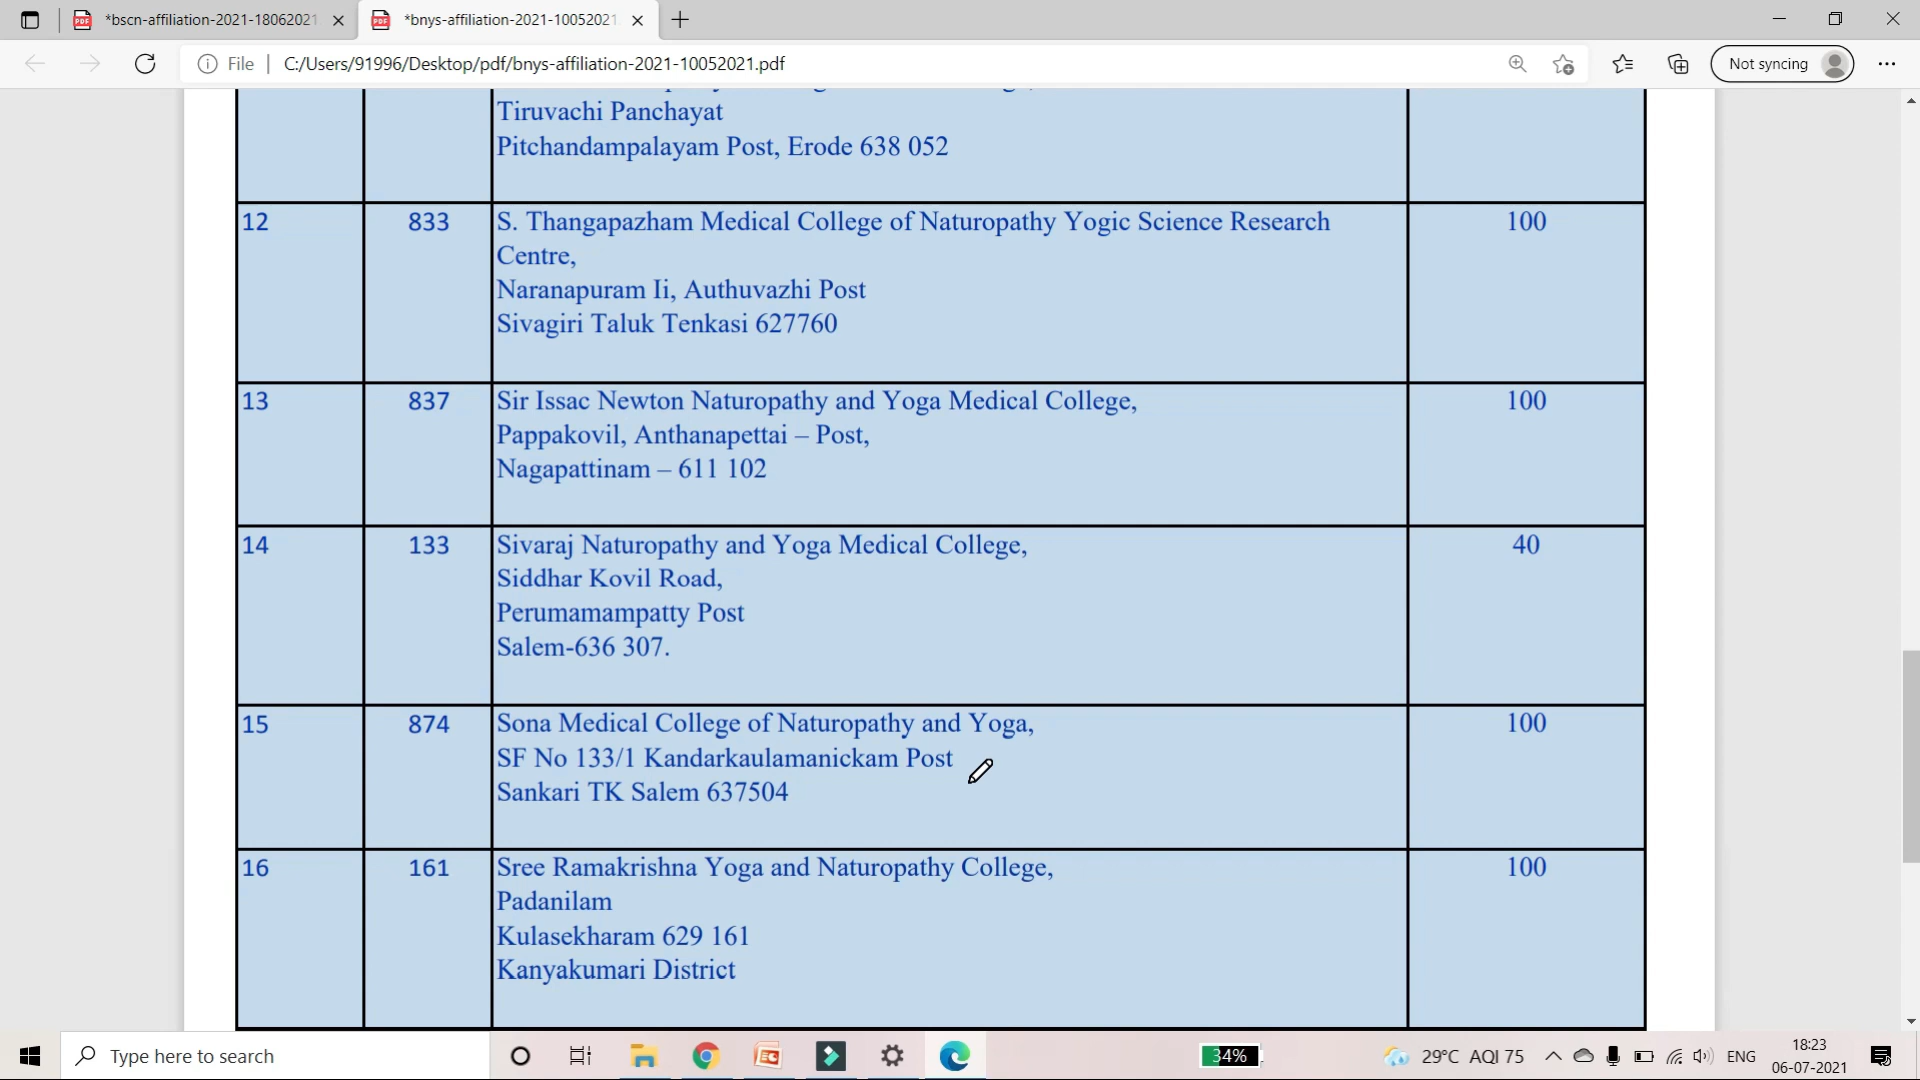 *bscn-affiliation-2021-18062021
*bnys-affiliation-2021-10052021
File
C:/Users/91996/Desktop/pdf/bnys-affiliation-2021-10052021.pdf
Not syncing
Tiruvachi Panchayat
Pitchandampalayam Post, Erode 638 052
12 833 S. Thangapazham Medical College of Naturopathy Yogic Science Research 100
Centre,
Naranapuram Ii, Authuvazhi Post
Sivagiri Taluk Tenkasi 627760
13 837 Sir Issac Newton Naturopathy and Yoga Medical College, 100
Pappakovil, Anthanapettai – Post,
Nagapattinam – 611 102
14 133 Sivaraj Naturopathy and Yoga Medical College, 40
Siddhar Kovil Road,
Perumamampatty Post
Salem-636 307.
15 874 Sona Medical College of Naturopathy and Yoga, 100
SF No 133/1 Kandarkaulamanickam Post
Sankari TK Salem 637504
16 161 Sree Ramakrishna Yoga and Naturopathy College, 100
Padanilam
Kulasekharam 629 161
Kanyakumari District
Type here to search
34%
29°C AQI 75
ENG
18:23
06-07-2021